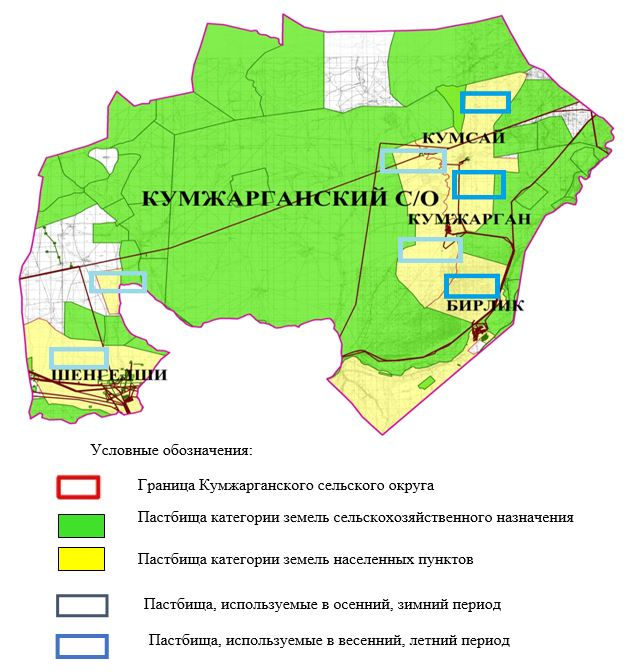 КУМСАЙ
КУМЖАРГАНСКИЙ С/О
КУМЖАРГАН
БИРЛИК
ШЕНГЕЛШИ
Условные обозначения:
Граница Кумжарганского сельского округа
Пастбища категории земель сельскохозяйственного назначения
Пастбища категории земель населенных пунктов
Пастбища, используемые в осенний, зимний период
Пастбища, используемые в весенний, летний период